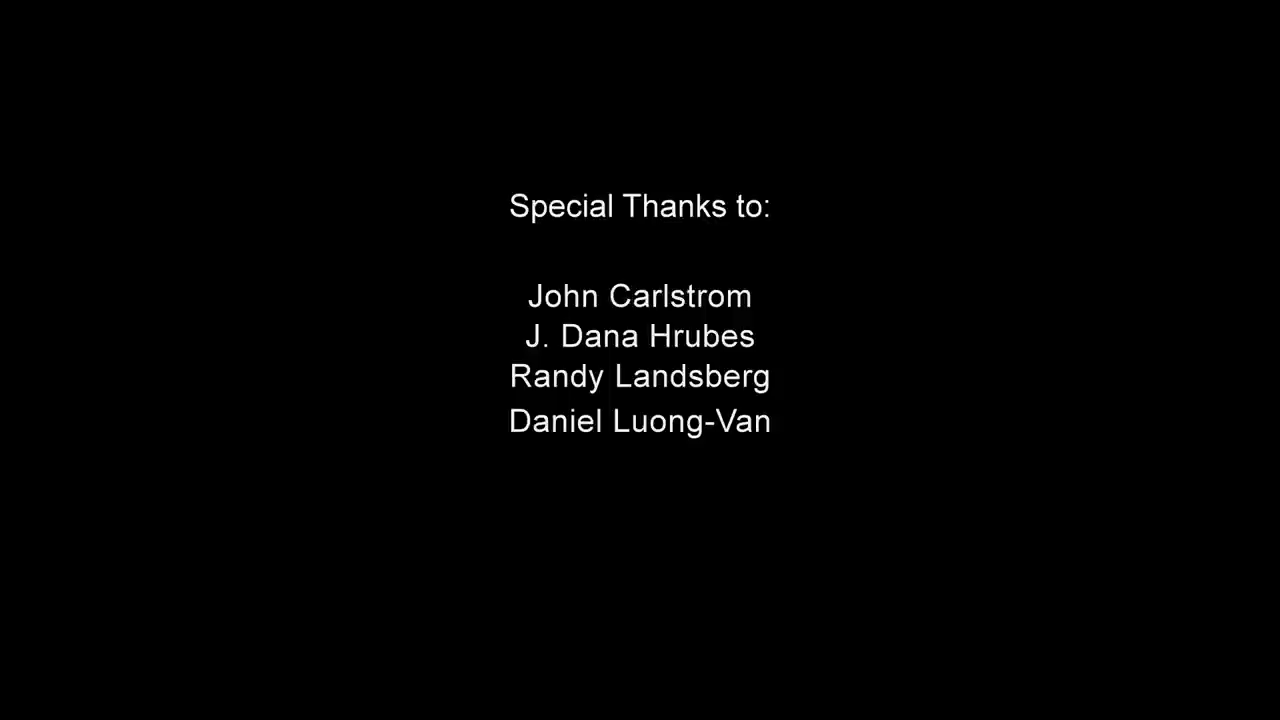 Special Thanks to:
John Carlstrom
J. Dana Hrubes
Randy Landsberg
Daniel Luong-Van